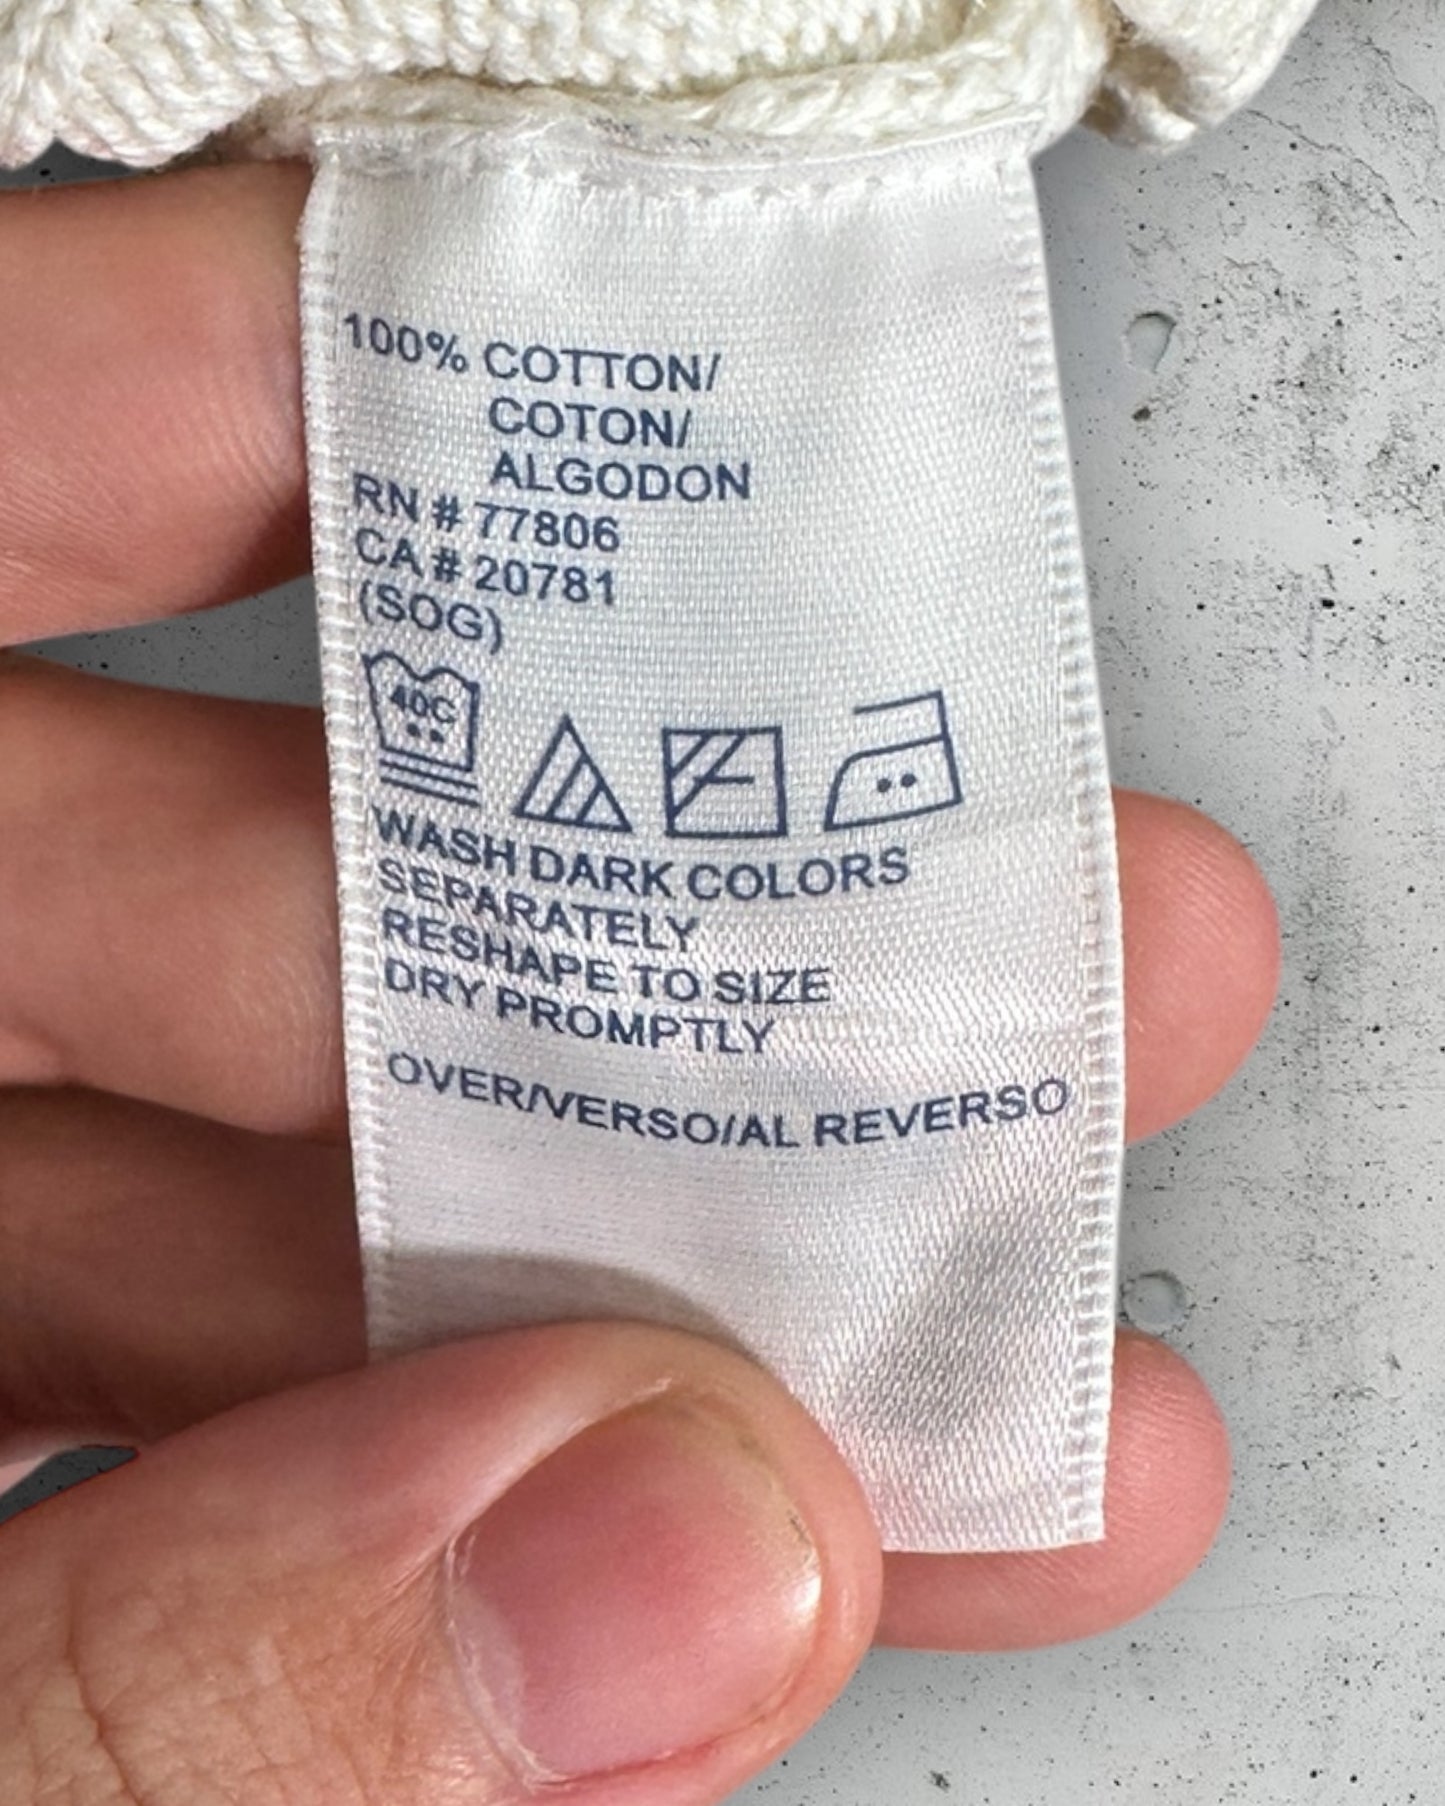 100% COTTON/
COTON/
ALGODON
RN # 77806
CA # 20781
(SOG)
40C
WASH DARK COLORS
SEPARATELY
RESHAPE TO SIZE
DRY PROMPTLY
OVER/VERSO/AL REVERSO